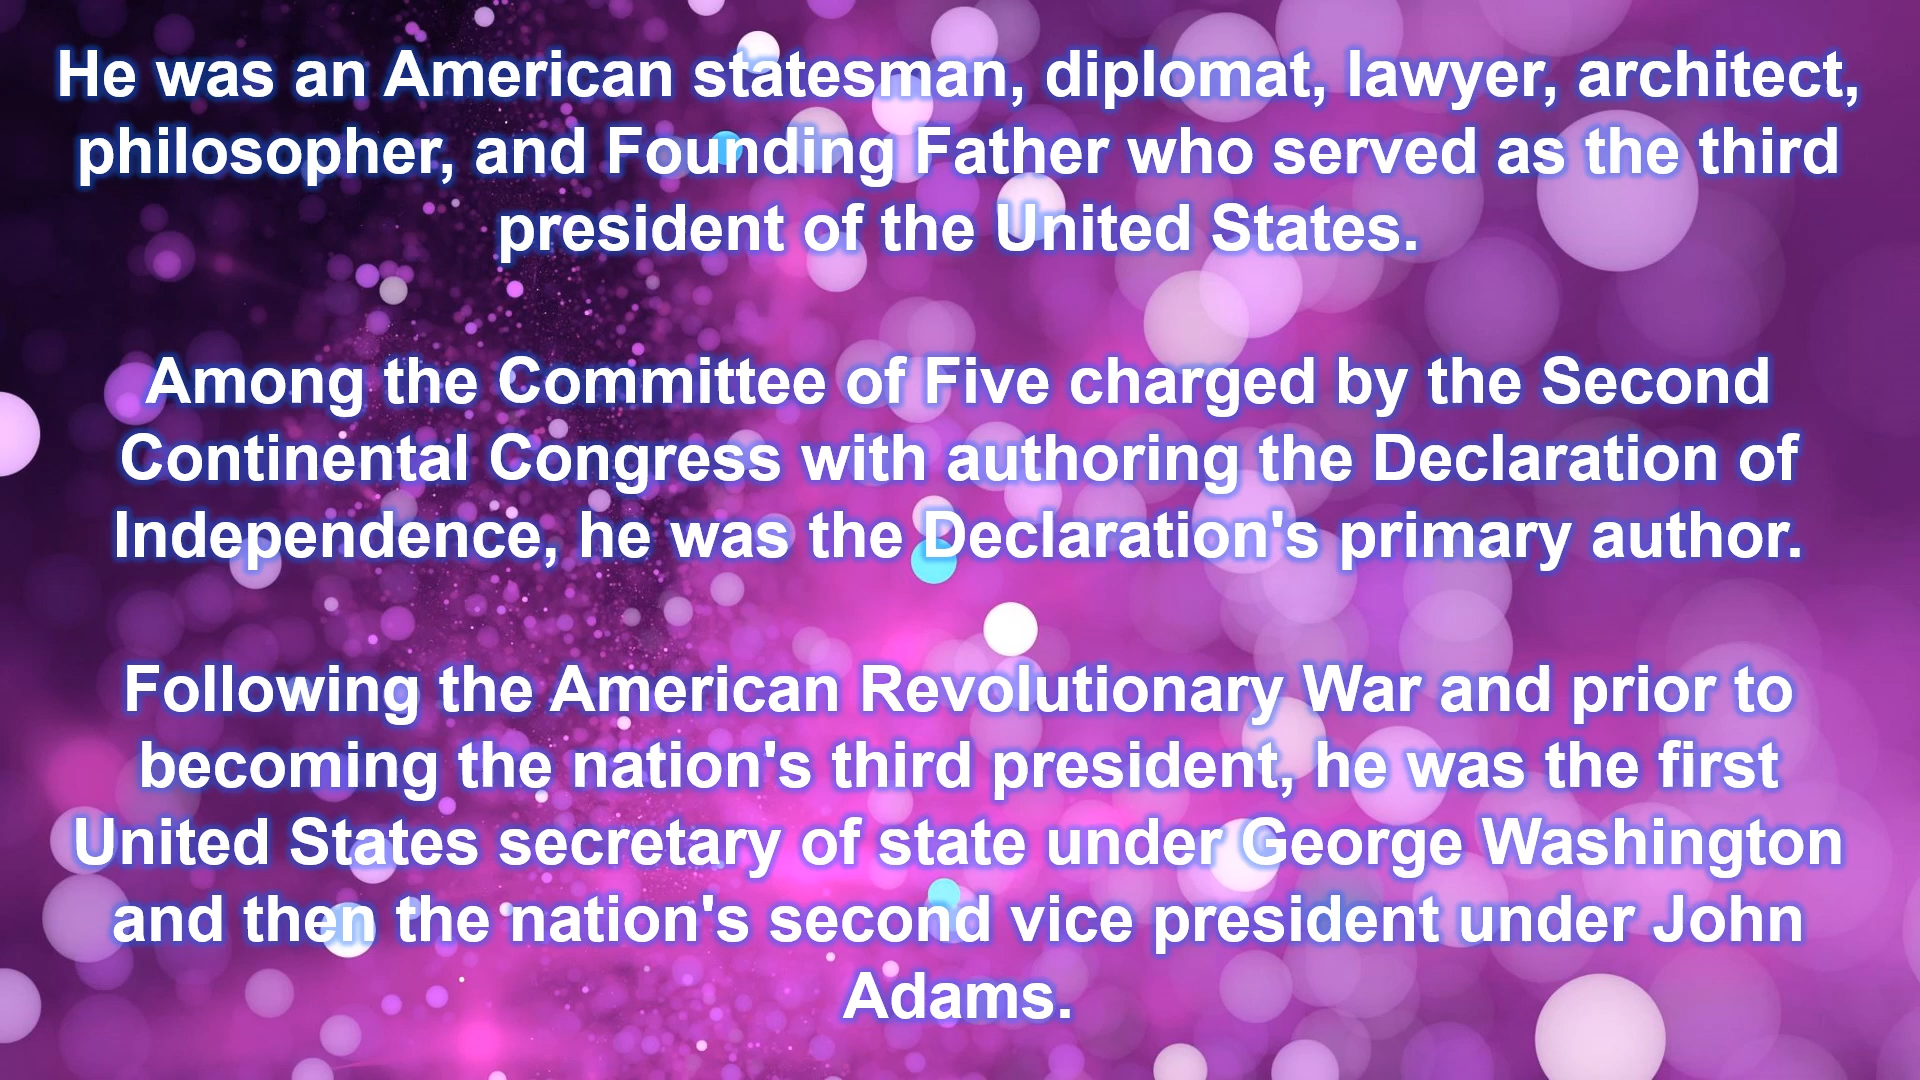 He was an American statesman, diplomat, lawyer, architect,
philosopher, and Founding Father who served as the third
president of the United States.
Among the Committee of Five charged by the Second
Continental Congress with authoring the Declaration of
Independence, he was the Declaration's primary author.
Following the American Revolutionary War and prior to
becoming the nation's third president, he was the first
United States secretary of state under George Washington
and then the nation's second vice president under John
Adams.